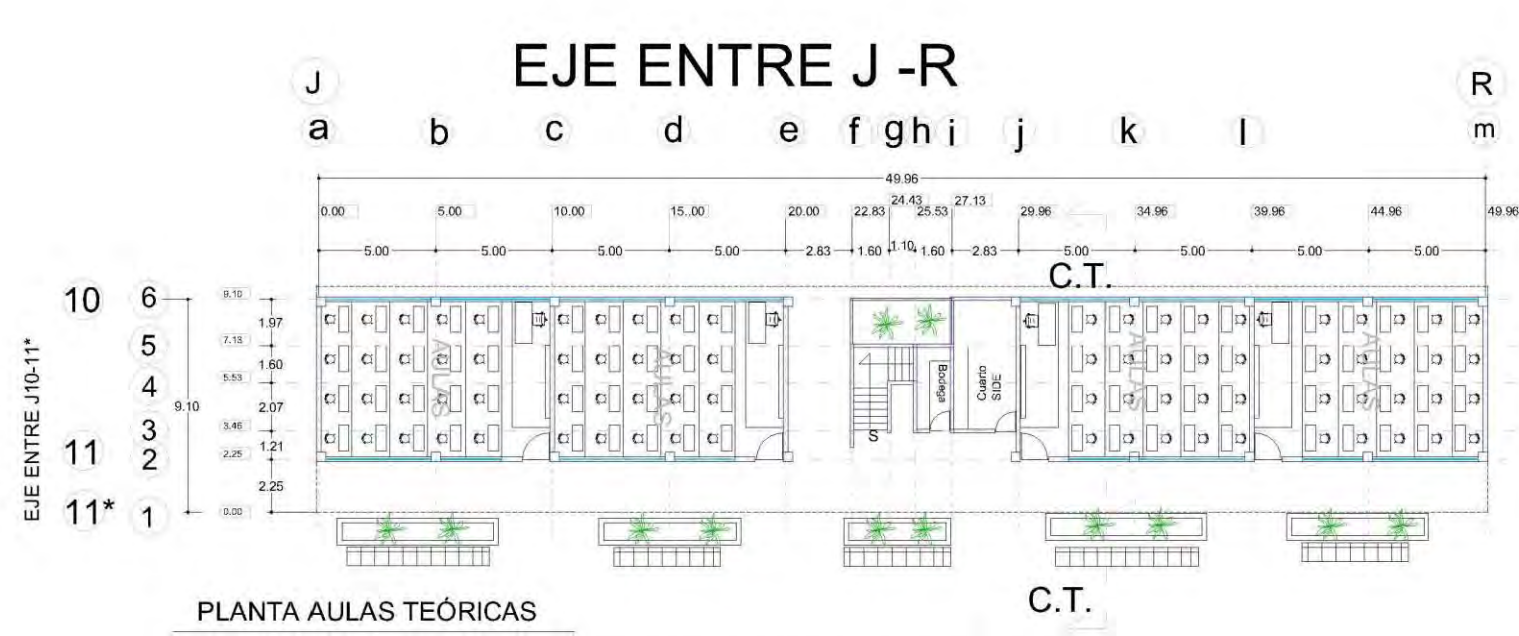 EJE ENTRE J -R
J R
a b c d e f g h i j k l m
49.96
0.00 5.00 10.00 15.00 20.00 22.83 24.43 25.53 27.13 29.96 34.96 39.96 44.96 49.96
5.00 5.00 5.00 5.00 2.83 1.60 1.10 1.60 2.83 5.00 5.00 5.00 5.00
C.T.
10 6 9.10
1.97
5 7.13
1.60
4 5.53
9.10 2.07
3 3.46
11 1.21
2 2.25
2.25
11* 1 0.00
EJE ENTRE J10-11*
AULAS AULAS AULAS AULAS
Bodega
Cuarto
SIDE
S
C.T.
PLANTA AULAS TEÓRICAS